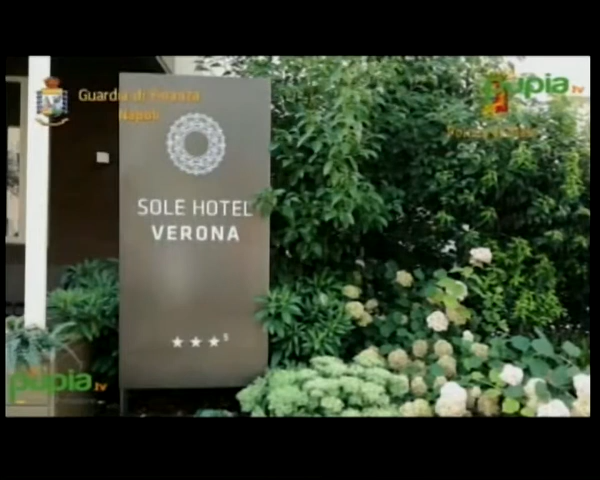 Guardia di Finanza
Napoli
pupia tv
SOLE HOTEL
VERONA
★★★S
pupia tv